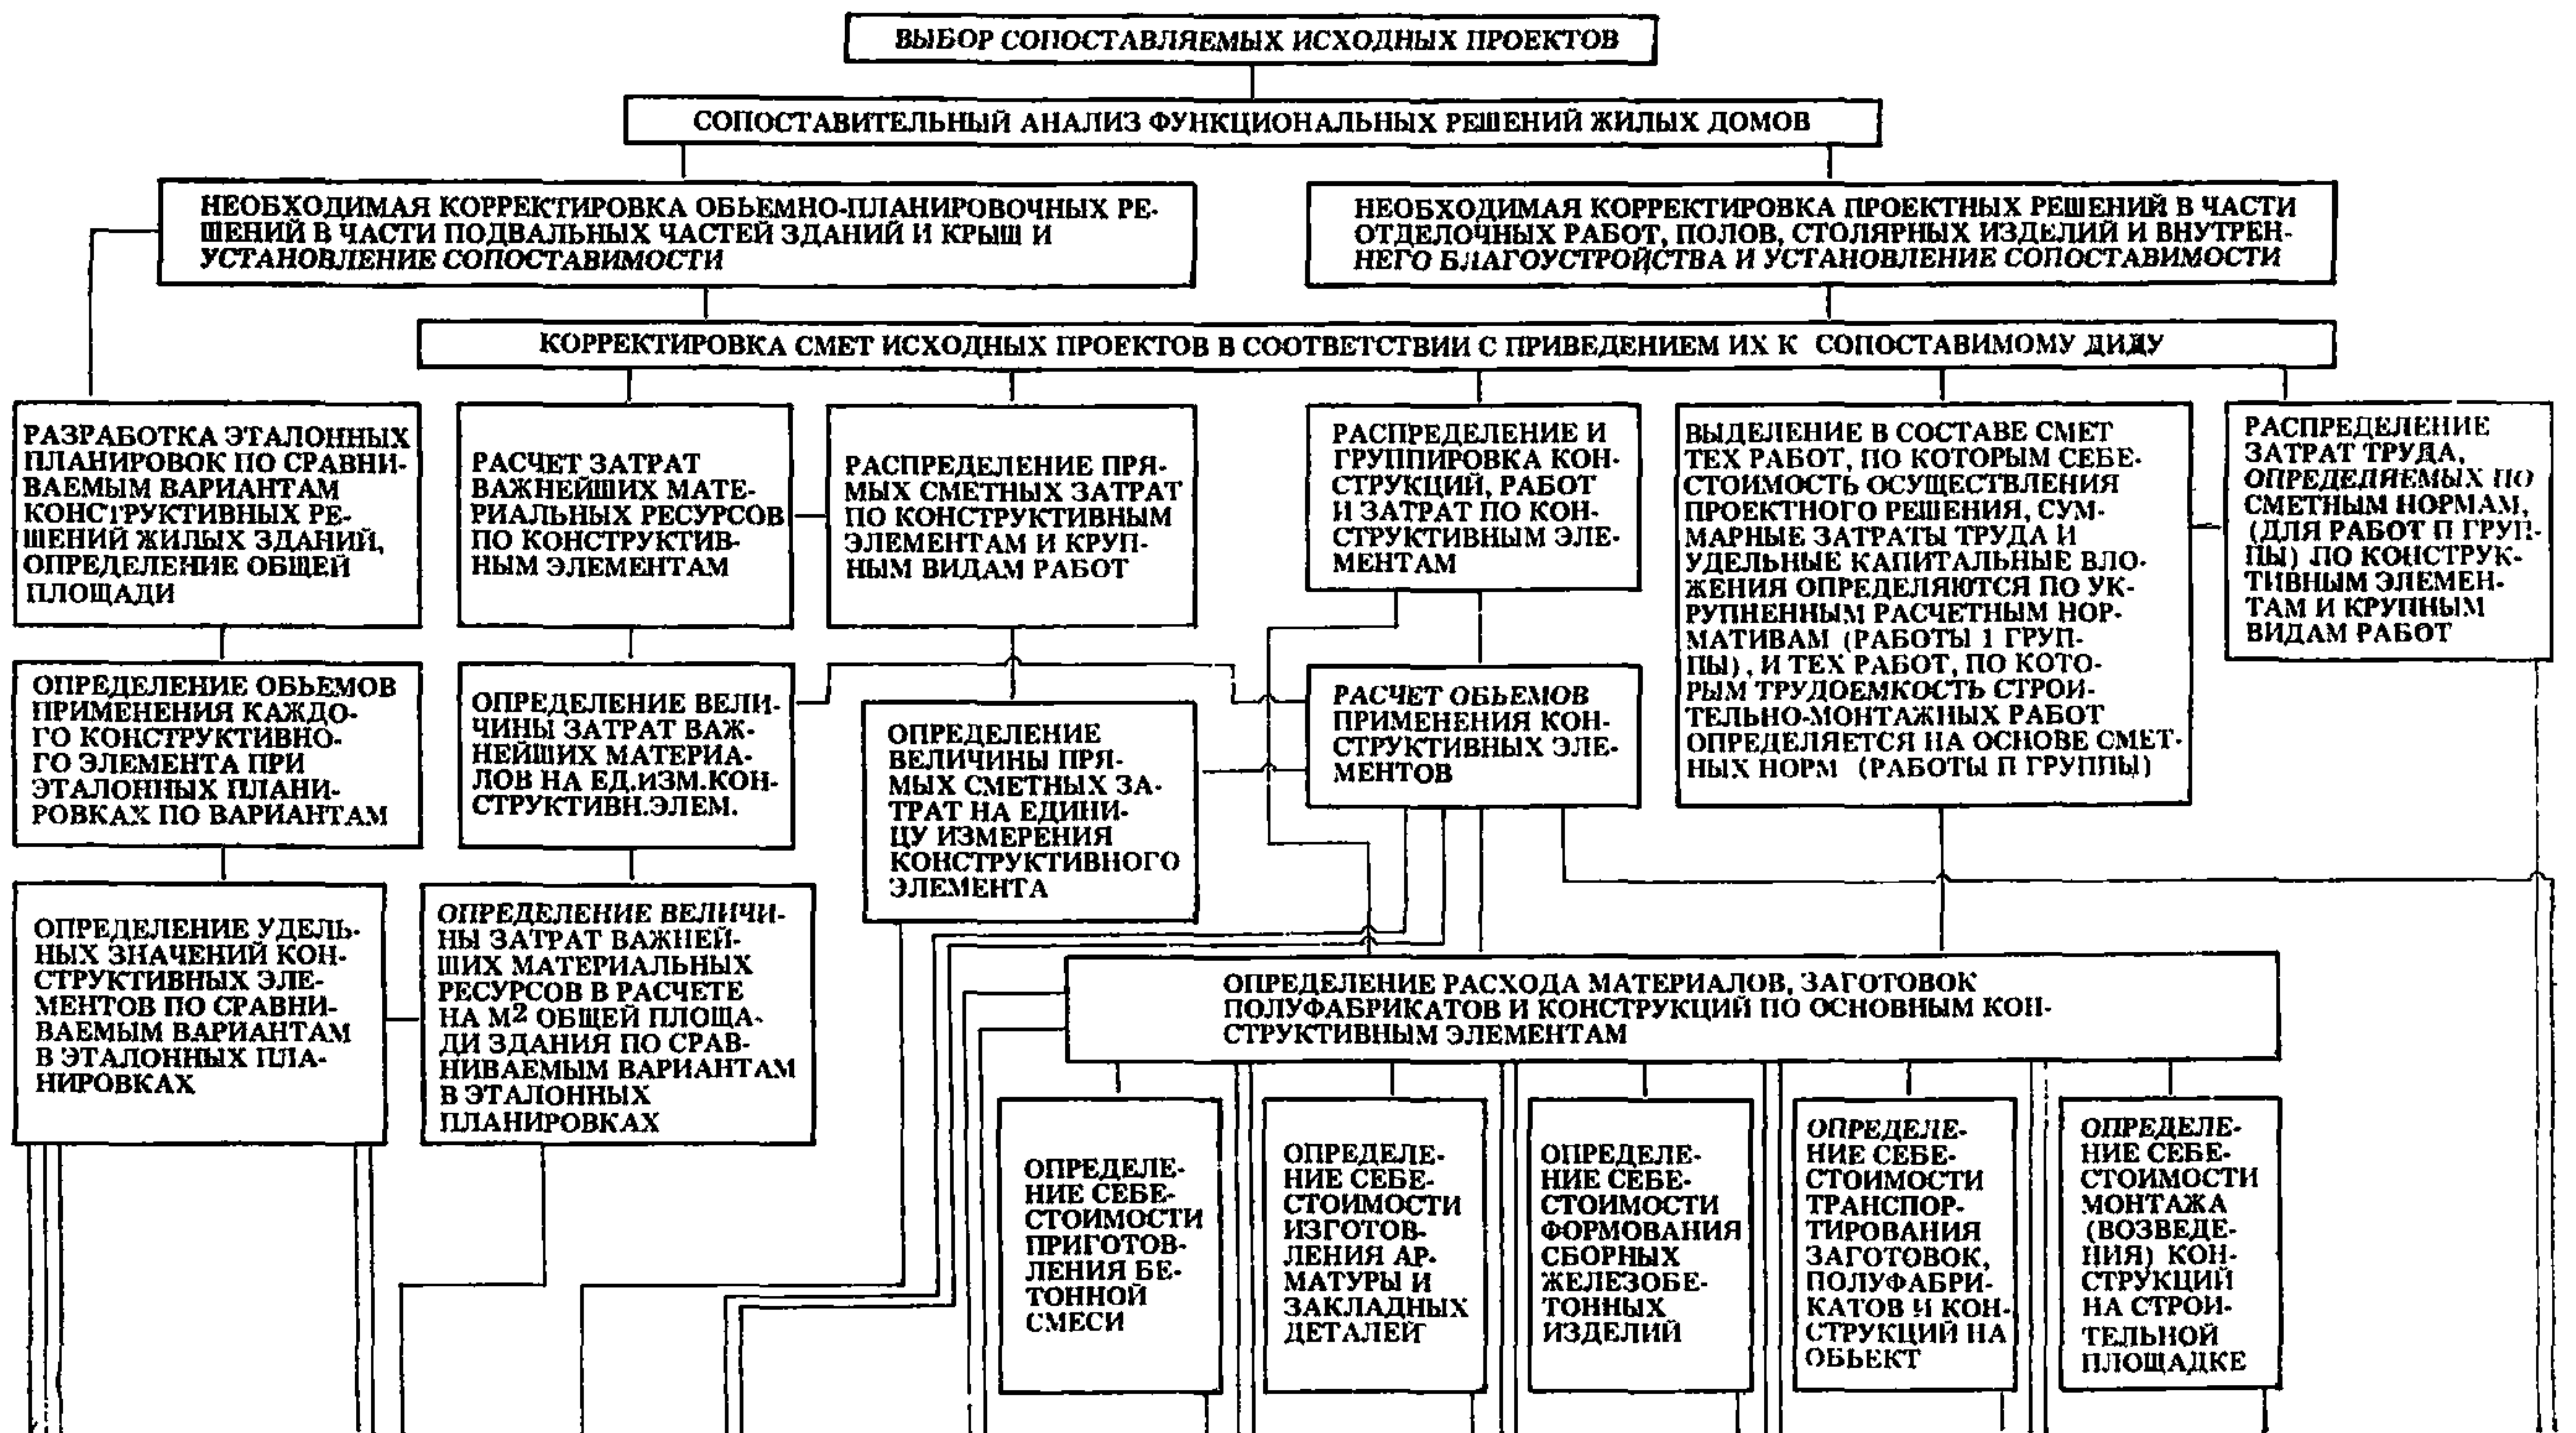 ВЫБОР СОПОСТАВЛЯЕМЫХ ИСХОДНЫХ ПРОЕКТОВ
СОПОСТАВИТЕЛЬНЫЙ АНАЛИЗ ФУНКЦИОНАЛЬНЫХ РЕШЕНИЙ ЖИЛЫХ ДОМОВ
НЕОБХОДИМАЯ КОРРЕКТИРОВКА ОБЬЕМНО-ПЛАНИРОВОЧНЫХ РЕ-
ШЕНИЙ В ЧАСТИ ПОДВАЛЬНЫХ ЧАСТЕЙ ЗДАНИЙ И КРЫШ И
УСТАНОВЛЕНИЕ СОПОСТАВИМОСТИ
НЕОБХОДИМАЯ КОРРЕКТИРОВКА ПРОЕКТНЫХ РЕШЕНИЙ В ЧАСТИ
ОТДЕЛОЧНЫХ РАБОТ, ПОЛОВ, СТОЛЯРНЫХ ИЗДЕЛИЙ И ВНУТРЕН-
НЕГО БЛАГОУСТРОЙСТВА И УСТАНОВЛЕНИЕ СОПОСТАВИМОСТИ
КОРРЕКТИРОВКА СМЕТ ИСХОДНЫХ ПРОЕКТОВ В СООТВЕТСТВИИ С ПРИВЕДЕНИЕМ ИХ К СОПОСТАВИМОМУ ДИДУ
РАЗРАБОТКА ЭТАЛОННЫХ
ПЛАНИРОВОК ПО СРАВНИ-
ВАЕМЫМ ВАРИАНТАМ
КОНСТРУКТИВНЫХ РЕ-
ШЕНИЙ ЖИЛЫХ ЗДАНИЙ,
ОПРЕДЕЛЕНИЕ ОБЩЕЙ
ПЛОЩАДИ
РАСЧЕТ ЗАТРАТ
ВАЖНЕЙШИХ МАТЕ-
РИАЛЬНЫХ РЕСУРСОВ
ПО КОНСТРУКТИВ-
НЫМ ЭЛЕМЕНТАМ
РАСПРЕДЕЛЕНИЕ ПРЯ-
МЫХ СМЕТНЫХ ЗАТРАТ
ПО КОНСТРУКТИВНЫМ
ЭЛЕМЕНТАМ И КРУП-
НЫМ ВИДАМ РАБОТ
РАСПРЕДЕЛЕНИЕ И
ГРУППИРОВКА КОН-
СТРУКЦИЙ, РАБОТ
И ЗАТРАТ ПО КОН-
СТРУКТИВНЫМ ЭЛЕ-
МЕНТАМ
ВЫДЕЛЕНИЕ В СОСТАВЕ СМЕТ
ТЕХ РАБОТ, ПО КОТОРЫМ СЕБЕ-
СТОИМОСТЬ ОСУЩЕСТВЛЕНИЯ
ПРОЕКТНОГО РЕШЕНИЯ, СУМ-
МАРНЫЕ ЗАТРАТЫ ТРУДА И
УДЕЛЬНЫЕ КАПИТАЛЬНЫЕ ВЛО-
ЖЕНИЯ ОПРЕДЕЛЯЮТСЯ ПО УК-
РУПНЕННЫМ РАСЧЕТНЫМ НОР-
МАТИВАМ (РАБОТЫ 1 ГРУП-
ПЫ), И ТЕХ РАБОТ, ПО КОТО-
РЫМ ТРУДОЕМКОСТЬ СТРОИ-
ТЕЛЬНО-МОНТАЖНЫХ РАБОТ
ОПРЕДЕЛЯЕТСЯ НА ОСНОВЕ СМЕТ-
НЫХ НОРМ (РАБОТЫ П ГРУППЫ)
РАСПРЕДЕЛЕНИЕ
ЗАТРАТ ТРУДА,
ОПРЕДЕЛЯЕМЫХ ПО
СМЕТНЫМ НОРМАМ,
(ДЛЯ РАБОТ П ГРУП-
ПЫ) ПО КОНСТРУК-
ТИВНЫМ ЭЛЕМЕН-
ТАМ И КРУПНЫМ
ВИДАМ РАБОТ
ОПРЕДЕЛЕНИЕ ОБЬЕМОВ
ПРИМЕНЕНИЯ КАЖДО-
ГО КОНСТРУКТИВНО-
ГО ЭЛЕМЕНТА ПРИ
ЭТАЛОННЫХ ПЛАНИ-
РОВКАХ ПО ВАРИАНТАМ
ОПРЕДЕЛЕНИЕ ВЕЛИ-
ЧИНЫ ЗАТРАТ ВАЖ-
НЕЙШИХ МАТЕРИА-
ЛОВ НА ЕД.ИЗМ.КОН-
СТРУКТИВН.ЭЛЕМ.
ОПРЕДЕЛЕНИЕ
ВЕЛИЧИНЫ ПРЯ-
МЫХ СМЕТНЫХ ЗА-
ТРАТ НА ЕДИНИ-
ЦУ ИЗМЕРЕНИЯ
КОНСТРУКТИВНОГО
ЭЛЕМЕНТА
РАСЧЕТ ОБЬЕМОВ
ПРИМЕНЕНИЯ КОН-
СТРУКТИВНЫХ ЭЛЕ-
МЕНТОВ
ОПРЕДЕЛЕНИЕ УДЕЛЬ-
НЫХ ЗНАЧЕНИЙ КОН-
СТРУКТИВНЫХ ЭЛЕ-
МЕНТОВ ПО СРАВНИ-
ВАЕМЫМ ВАРИАНТАМ
В ЭТАЛОННЫХ ПЛА-
НИРОВКАХ
ОПРЕДЕЛЕНИЕ ВЕЛИЧИ-
НЫ ЗАТРАТ ВАЖНЕЙ-
ШИХ МАТЕРИАЛЬНЫХ
РЕСУРСОВ В РАСЧЕТЕ
НА М² ОБЩЕЙ ПЛОЩА-
ДИ ЗДАНИЯ ПО СРАВ-
НИВАЕМЫМ ВАРИАНТАМ
В ЭТАЛОННЫХ
ПЛАНИРОВКАХ
ОПРЕДЕЛЕНИЕ РАСХОДА МАТЕРИАЛОВ, ЗАГОТОВОК
ПОЛУФАБРИКАТОВ И КОНСТРУКЦИЙ ПО ОСНОВНЫМ КОН-
СТРУКТИВНЫМ ЭЛЕМЕНТАМ
ОПРЕДЕЛЕ-
НИЕ СЕБЕ-
СТОИМОСТИ
ПРИГОТОВ-
ЛЕНИЯ БЕ-
ТОННОЙ
СМЕСИ
ОПРЕДЕЛЕ-
НИЕ СЕБЕ-
СТОИМОСТИ
ИЗГОТОВ-
ЛЕНИЯ АР-
МАТУРЫ И
ЗАКЛАДНЫХ
ДЕТАЛЕЙ
ОПРЕДЕЛЕ-
НИЕ СЕБЕ-
СТОИМОСТИ
ФОРМОВАНИЯ
СБОРНЫХ
ЖЕЛЕЗОБЕ-
ТОННЫХ
ИЗДЕЛИЙ
ОПРЕДЕЛЕ-
НИЕ СЕБЕ-
СТОИМОСТИ
ТРАНСПОР-
ТИРОВАНИЯ
ЗАГОТОВОК,
ПОЛУФАБРИ-
КАТОВ И КОН-
СТРУКЦИЙ НА
ОБЬЕКТ
ОПРЕДЕЛЕ-
НИЕ СЕБЕ-
СТОИМОСТИ
МОНТАЖА
(ВОЗВЕДЕ-
НИЯ) КОН-
СТРУКЦИЙ
НА СТРОИ-
ТЕЛЬНОЙ
ПЛОЩАДКЕ